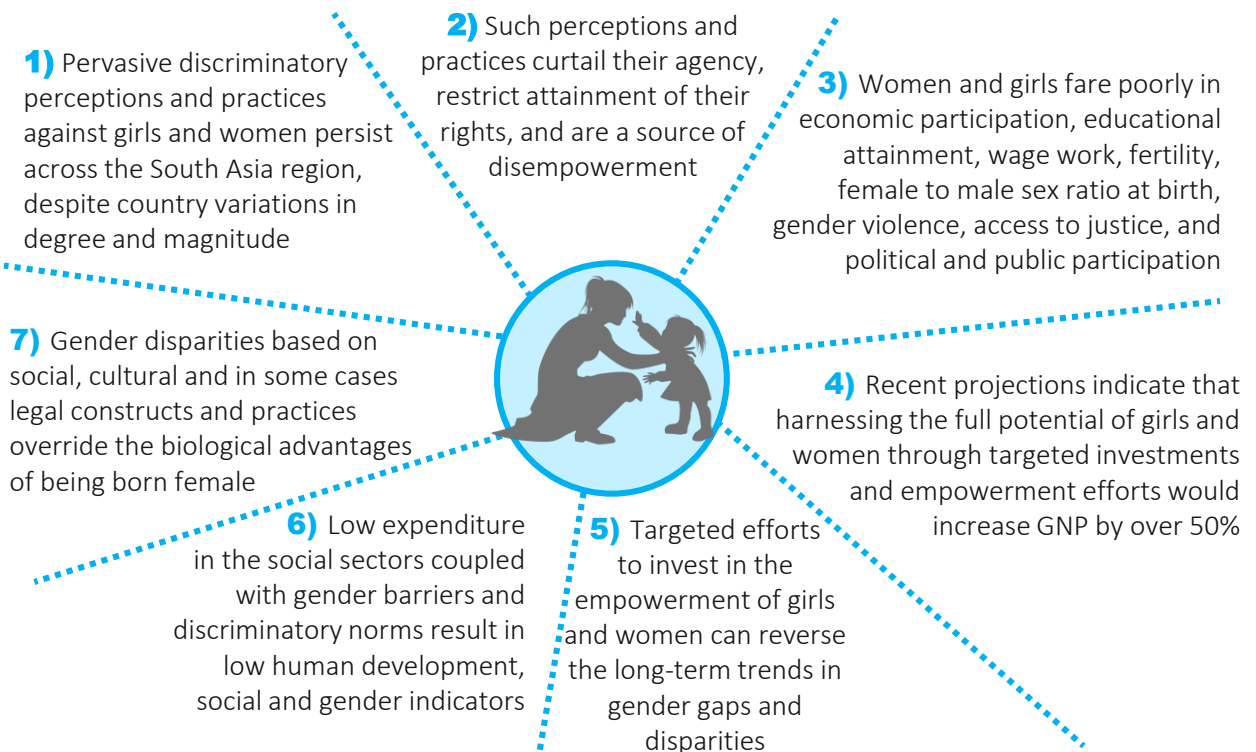 1) Pervasive discriminatory
perceptions and practices
against girls and women persist
across the South Asia region,
despite country variations in
degree and magnitude
2) Such perceptions and
practices curtail their agency,
restrict attainment of their
rights, and are a source of
disempowerment
3) Women and girls fare poorly in
economic participation, educational
attainment, wage work, fertility,
female to male sex ratio at birth,
gender violence, access to justice, and
political and public participation
4) Recent projections indicate that
harnessing the full potential of girls and
women through targeted investments
and empowerment efforts would
increase GNP by over 50%
5) Targeted efforts
to invest in the
empowerment of girls
and women can reverse
the long-term trends in
gender gaps and
disparities
6) Low expenditure
in the social sectors coupled
with gender barriers and
discriminatory norms result in
low human development,
social and gender indicators
7) Gender disparities based on
social, cultural and in some cases
legal constructs and practices
override the biological advantages
of being born female